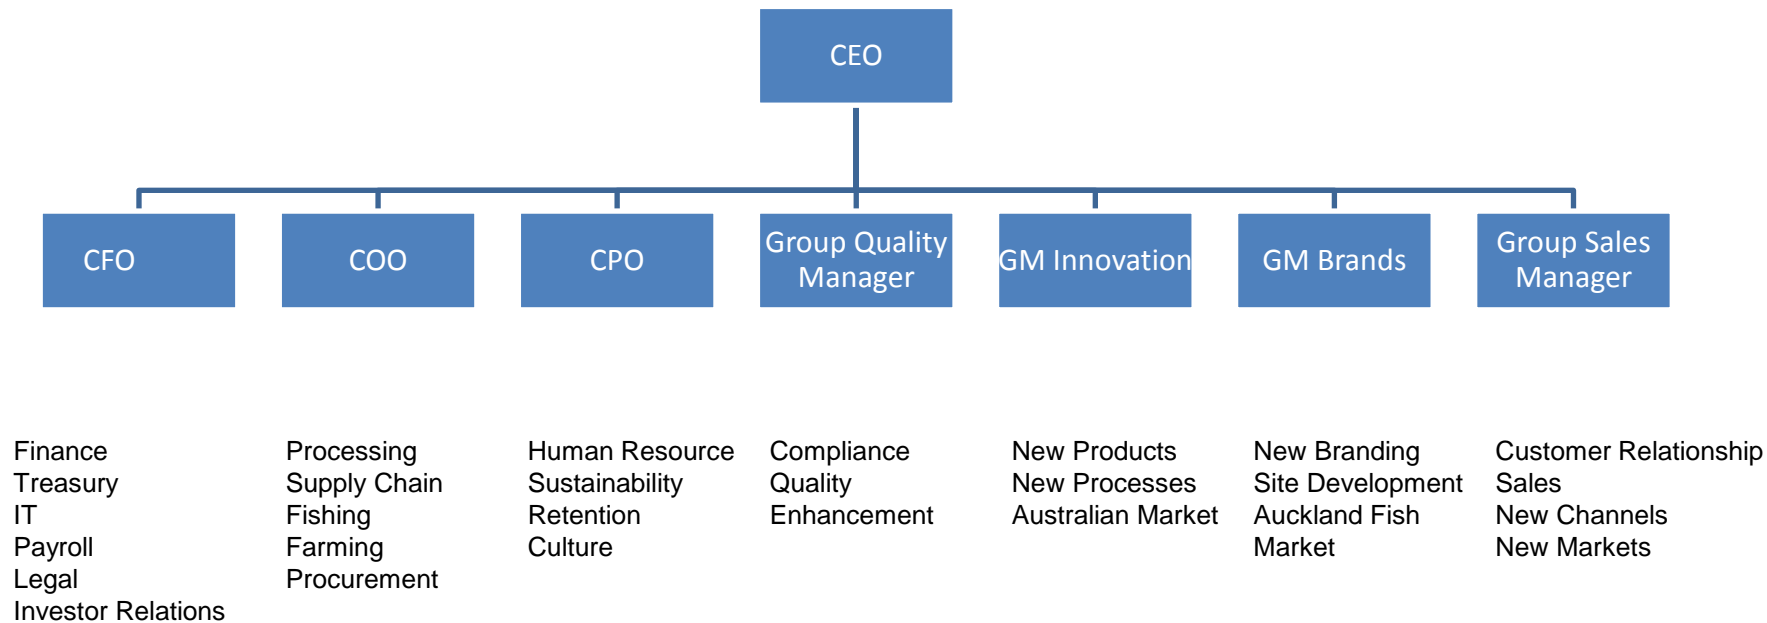 CEO
CFO
COO
CPO
Group Quality
Manager
GM Innovation
GM Brands
Group Sales
Manager
Finance
Treasury
IT
Payroll
Legal
Investor Relations
Processing
Supply Chain
Fishing
Farming
Procurement
Human Resource
Sustainability
Retention
Culture
Compliance
Quality
Enhancement
New Products
New Processes
Australian Market
New Branding
Site Development
Auckland Fish
Market
Customer Relationship
Sales
New Channels
New Markets